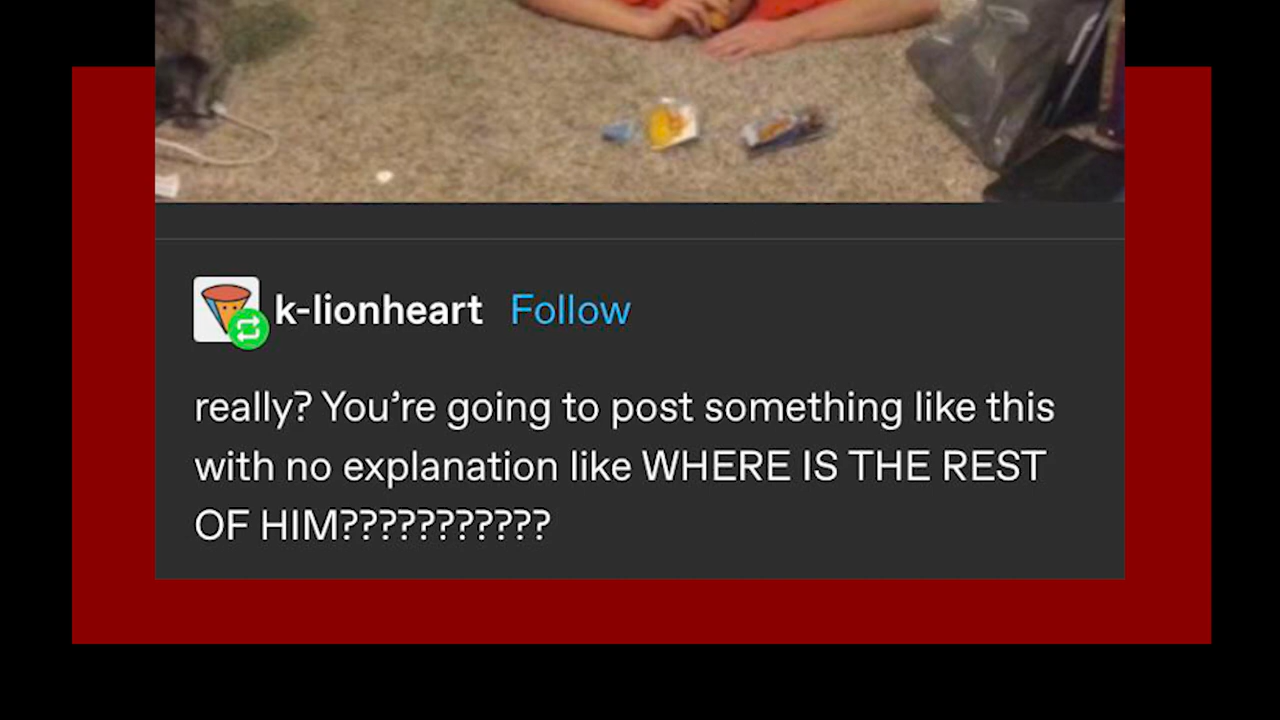 k-lionheart Follow
really? You’re going to post something like this
with no explanation like WHERE IS THE REST
OF HIM???????????